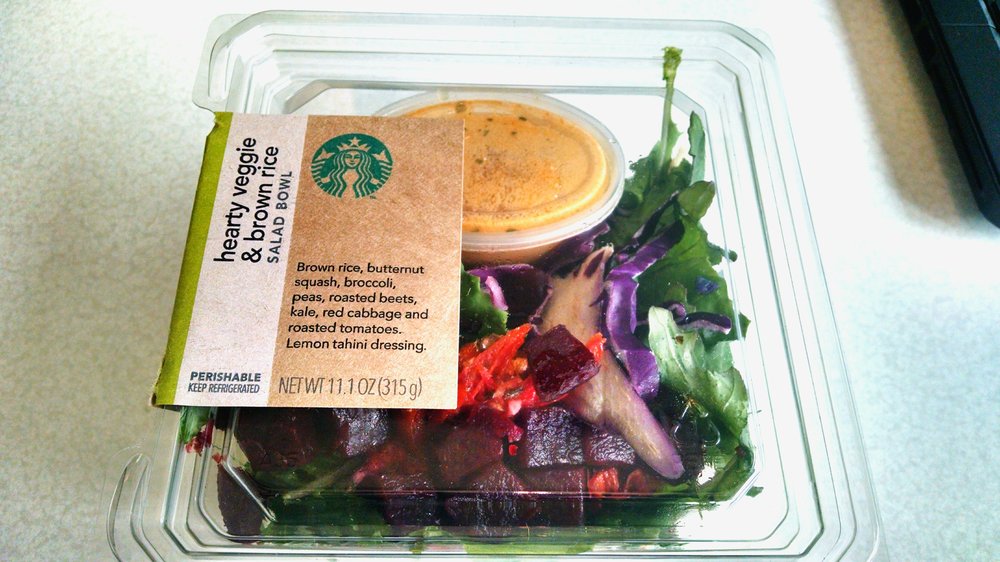 hearty veggie
& brown rice
SALAD BOWL
PERISHABLE
KEEP REFRIGERATED
Brown rice, butternut
squash, broccoli,
peas, roasted beets,
kale, red cabbage and
roasted tomatoes.
Lemon tahini dressing.
NET WT 11.1 OZ (315 g)